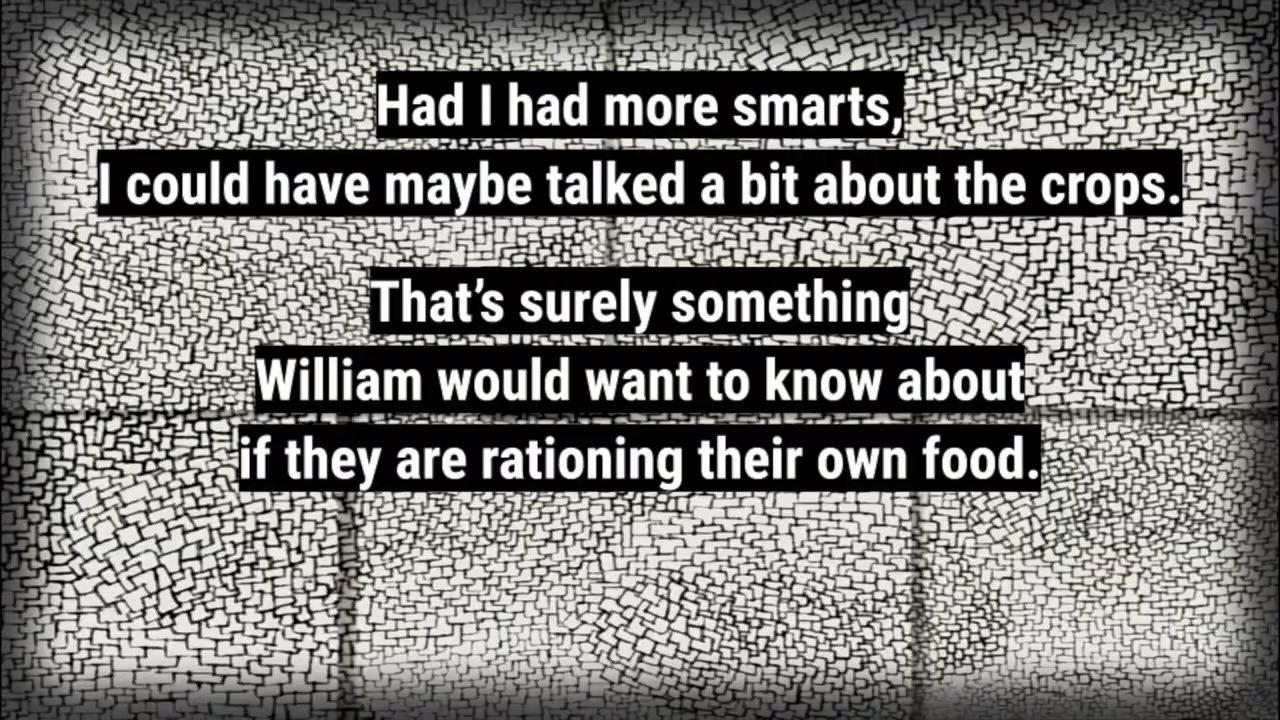 Had I had more smarts,
I could have maybe talked a bit about the crops.
That’s surely something
William would want to know about
if they are rationing their own food.